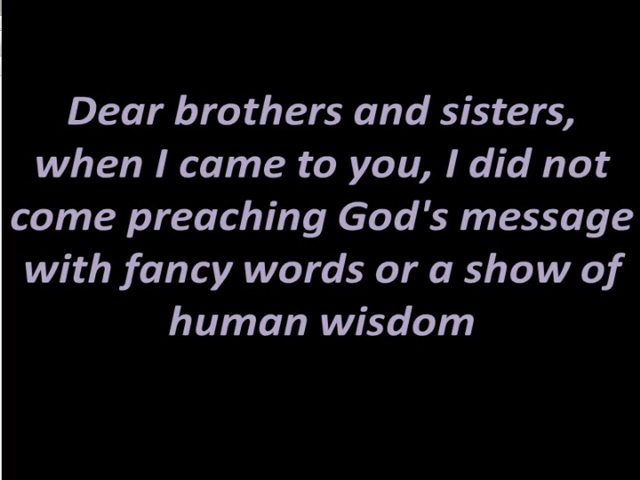 Dear brothers and sisters,
when I came to you, I did not
come preaching God's message
with fancy words or a show of
human wisdom